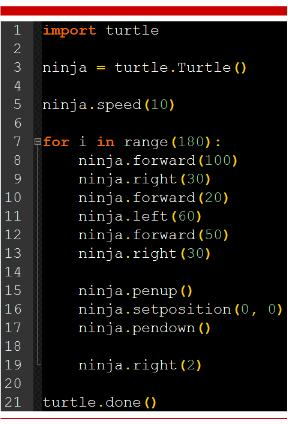 1 import turtle
2
3 ninja = turtle.Turtle()
4
5 ninja.speed(10)
6
7 for i in range(180):
8     ninja.forward(100)
9     ninja.right(30)
10     ninja.forward(20)
11     ninja.left(60)
12     ninja.forward(50)
13     ninja.right(30)
14
15     ninja.penup()
16     ninja.setposition(0, 0)
17     ninja.pendown()
18
19     ninja.right(2)
20
21 turtle.done()